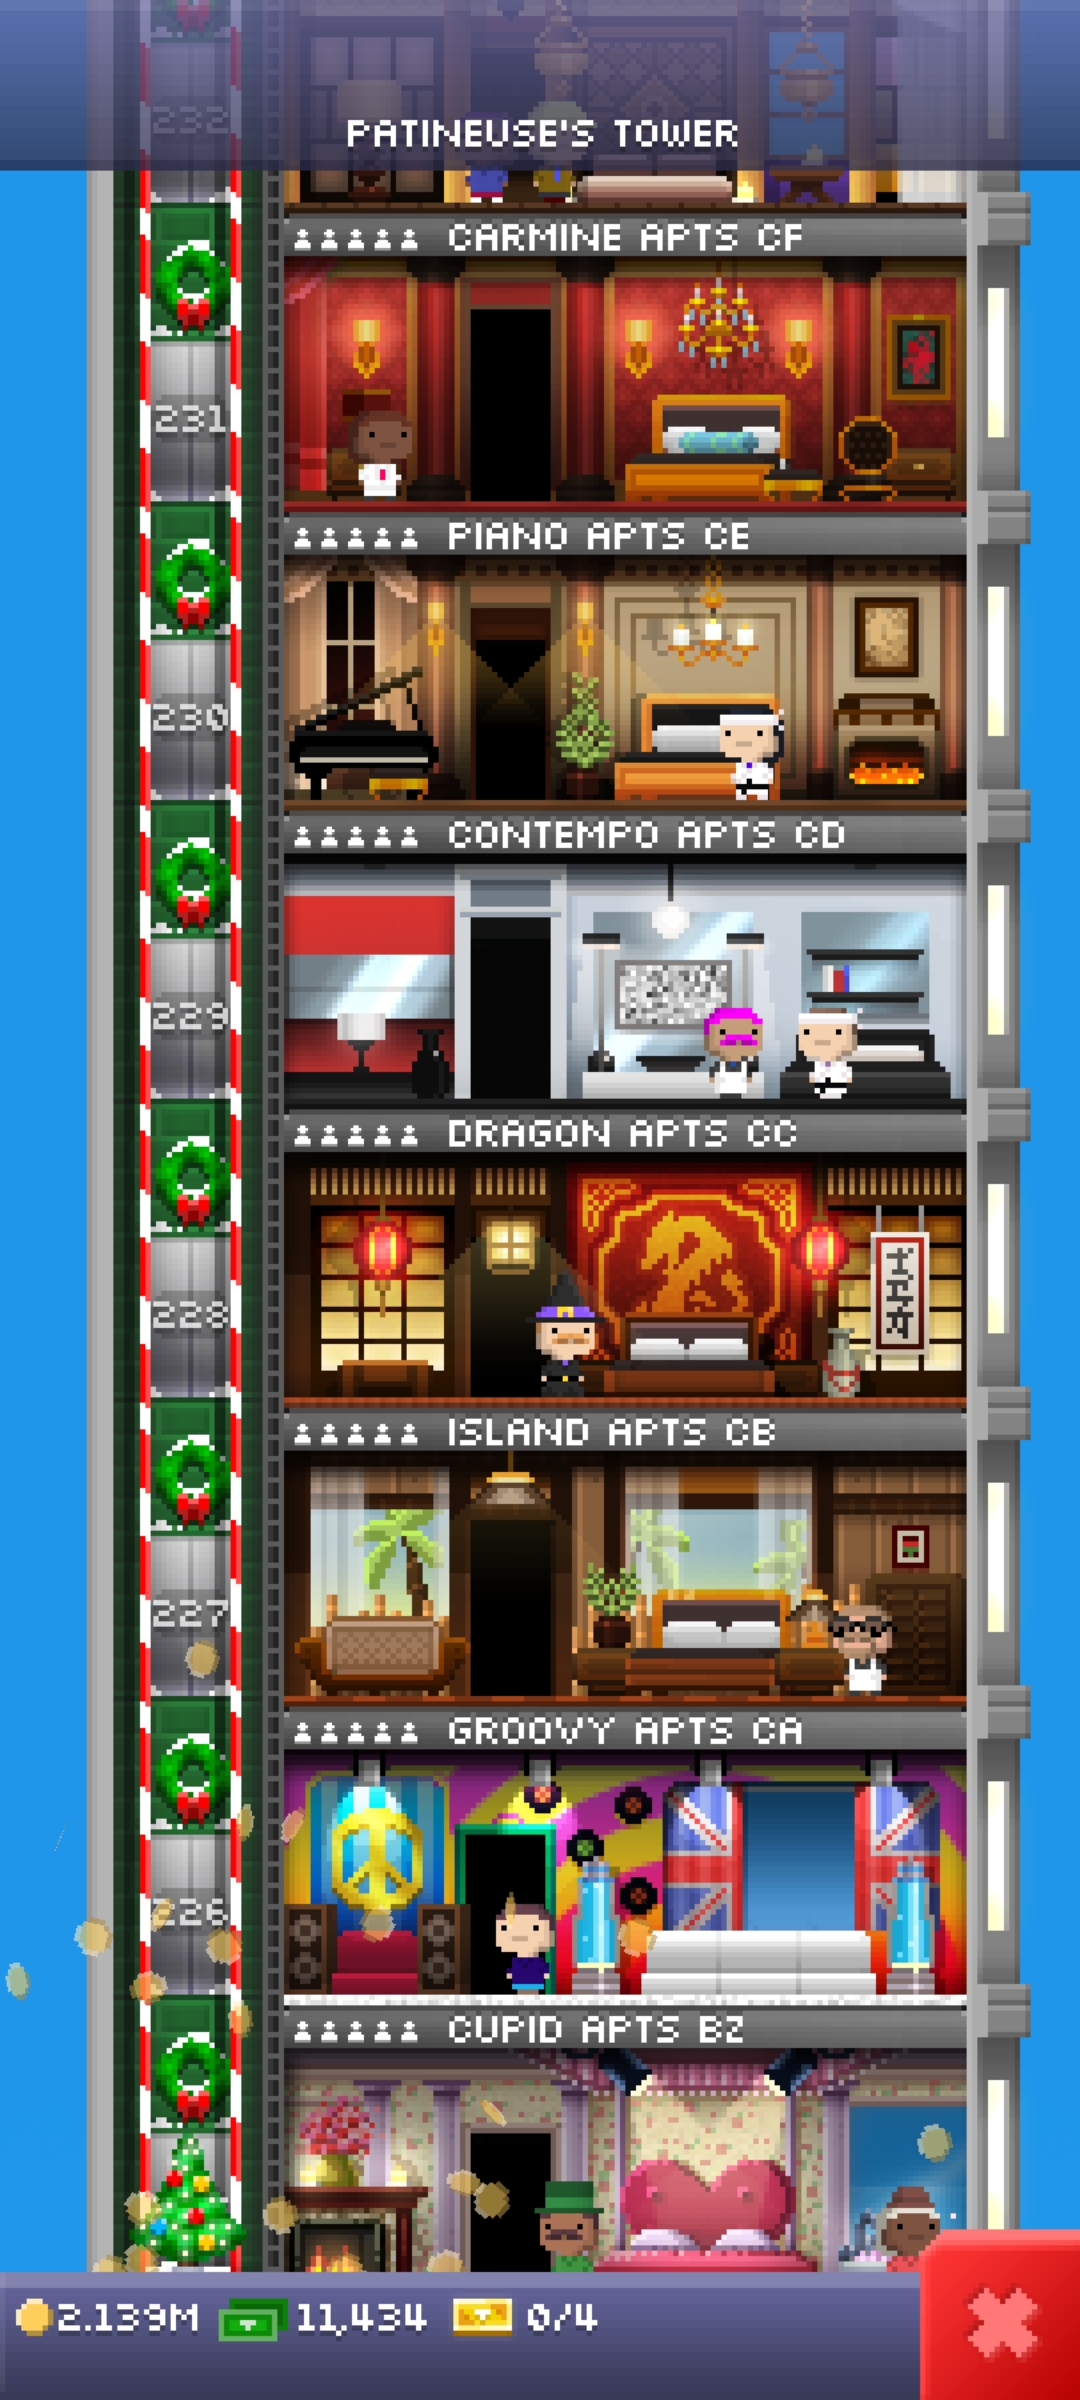 232
PATINEUSE'S TOWER
CARMINE APTS CF
231
PIANO APTS CE
230
CONTEMPO APTS CD
229
DRAGON APTS CC
228
ISLAND APTS CB
227
GROOVY APTS CA
226
CUPID APTS BZ
2.139M 11,434 0/4